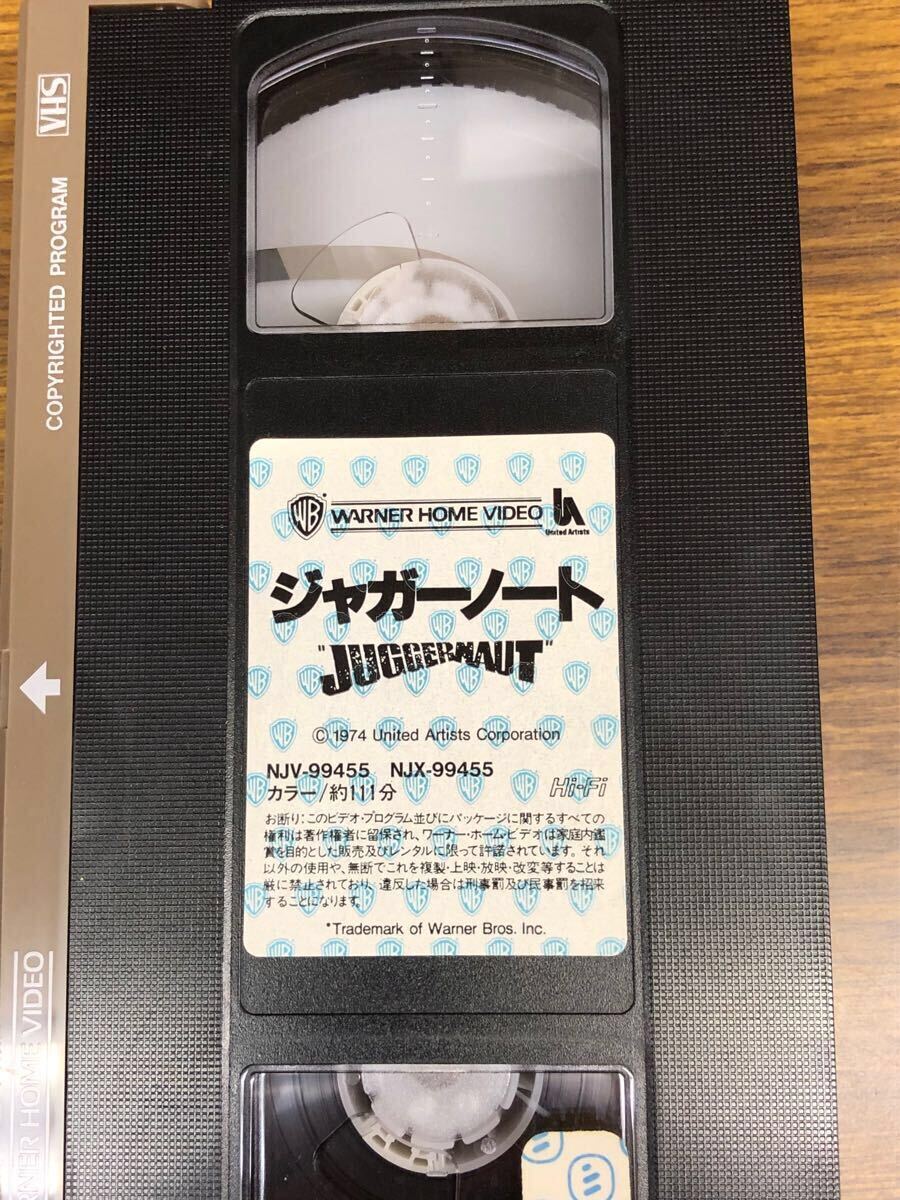 VHS
COPYRIGHTED PROGRAM
WB WARNER HOME VIDEO UA
United Artists
ジャガーノート
"JUGGERNAUT"
© 1974 United Artists Corporation
NJV-99455 NJX-99455
カラー/約111分 Hi-Fi
お断り:このビデオ・プログラム並びにパッケージに関するすべての
権利は著作権者に留保され、ワーナー・ホーム・ビデオは家庭内鑑
賞を目的とした販売及びレンタルに限って許諾されています。それ
以外の使用や、無断でこれを複製・上映・放映・改変等することは
厳に禁止されており、違反した場合は刑事罰及び民事罰を招来
することになります。
*Trademark of Warner Bros. Inc.
RNER HOME VIDEO